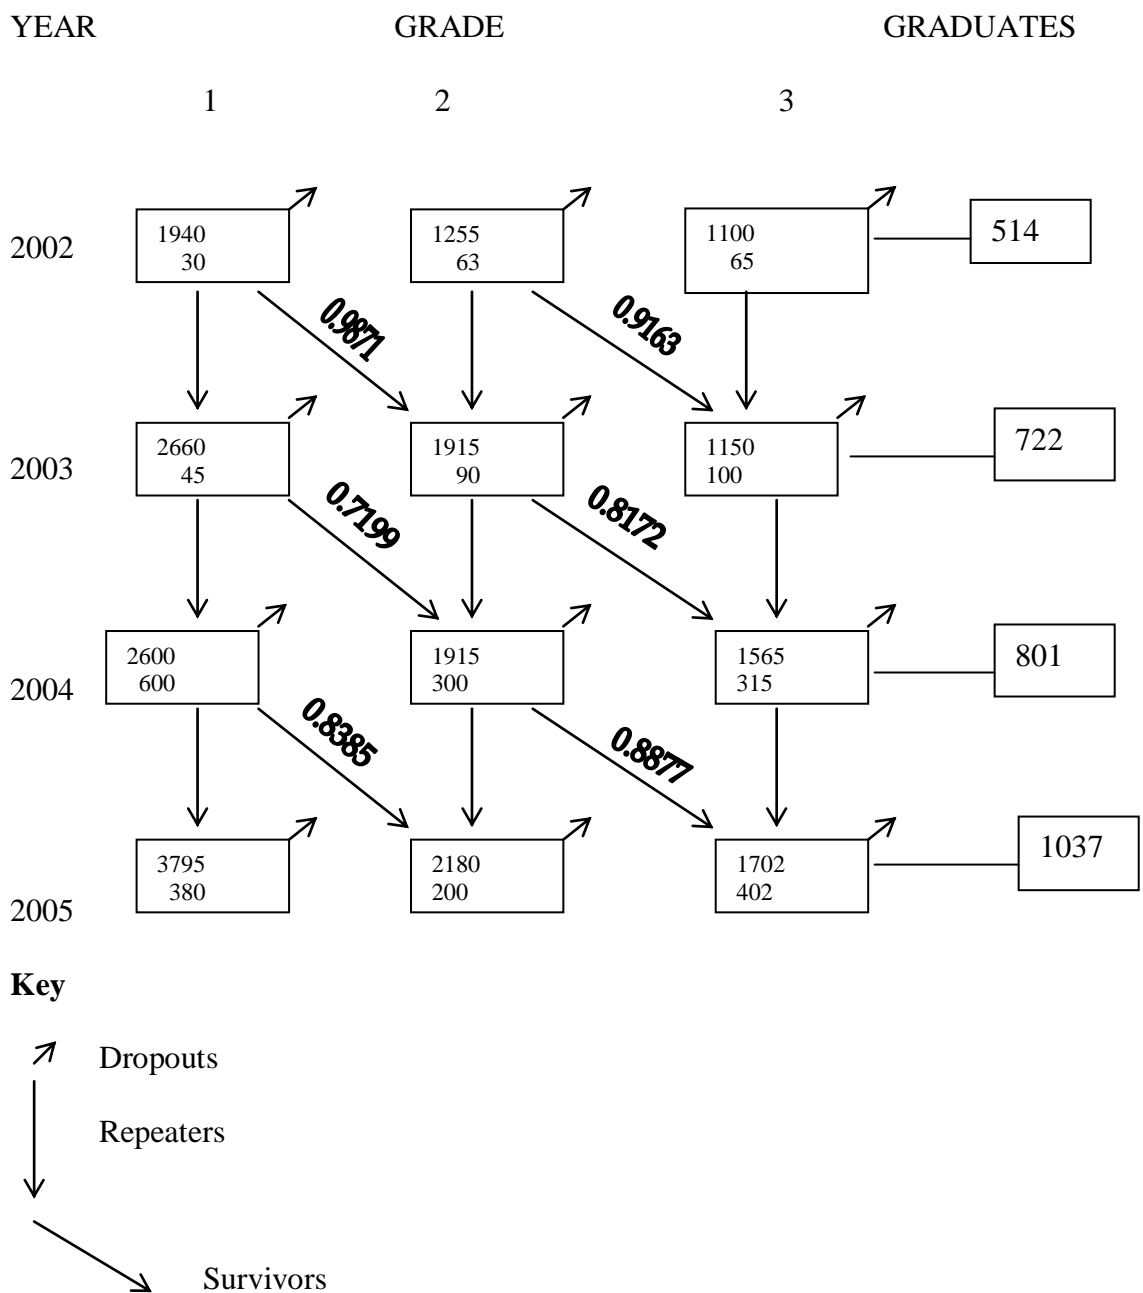 YEAR GRADE GRADUATES
1 2 3
2002 1940 1255 1100 514
30 63 65
0.9871 0.9163
2003 2660 1915 1150 722
45 90 100
0.7199 0.8172
2004 2600 1915 1565 801
600 300 315
0.8385 0.8877
2005 3795 2180 1702 1037
380 200 402
Key
Dropouts
Repeaters
Survivors